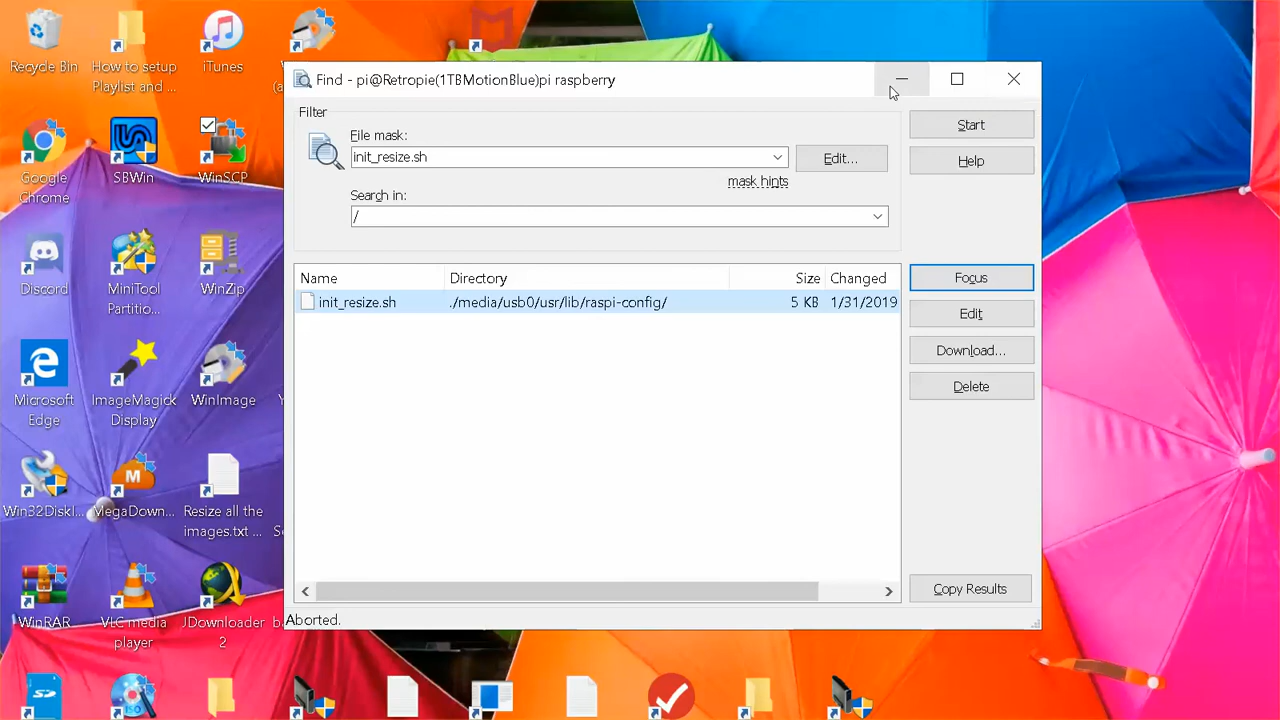 Recycle Bin
How to setup
Playlist and ...
iTunes
Find - pi@Retropie(1TBMotionBlue)pi raspberry
Filter
File mask:
init_resize.sh
Edit...
mask hints
Search in:
/
Start
Help
Name
Directory
Size
Changed
init_resize.sh
./media/usb0/usr/lib/raspi-config/
5 KB
1/31/2019
Focus
Edit
Download...
Delete
Copy Results
Aborted.
Google
Chrome
SBWin
WinSCP
Discord
MiniTool
Partitio...
WinZip
Microsoft
Edge
ImageMagick
Display
WinImage
Win32DiskI...
M
MegaDown...
Resize all the
images.txt ...
WinRAR
VLC media
player
JDownloader
2
SD
ISO